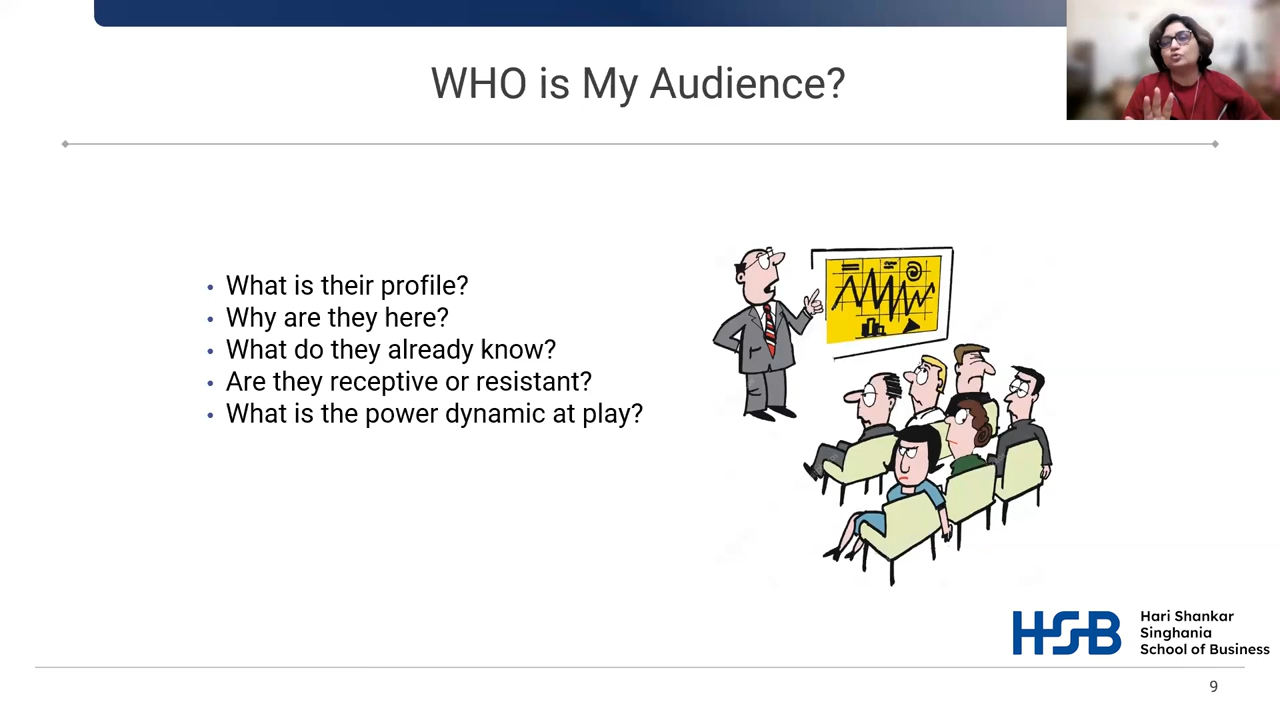 WHO is My Audience?
• What is their profile?
• Why are they here?
• What do they already know?
• Are they receptive or resistant?
• What is the power dynamic at play?
HSB
Hari Shankar
Singhania
School of Business
9